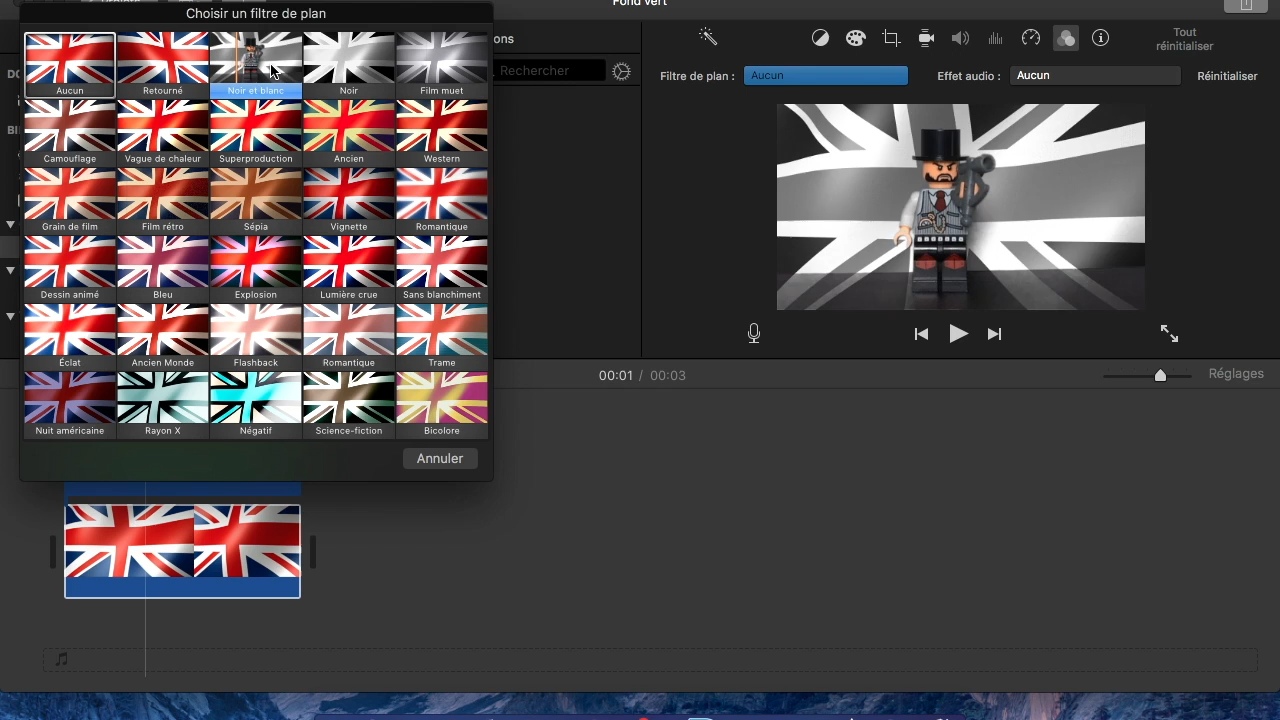 Choisir un filtre de plan
Fond vert
Aucun
Retourné
Noir et blanc
Noir
Film muet
Camouflage
Vague de chaleur
Superproduction
Ancien
Western
Grain de film
Film rétro
Sépia
Vignette
Romantique
Dessin animé
Bleu
Explosion
Lumière crue
Sans blanchiment
Éclat
Ancien Monde
Flashback
Romantique
Trame
Nuit américaine
Rayon X
Négatif
Science-fiction
Bicolore
Annuler
Rechercher
Tout
réinitialiser
Filtre de plan : Aucun
Effet audio : Aucun
Réinitialiser
00:01 / 00:03
Réglages